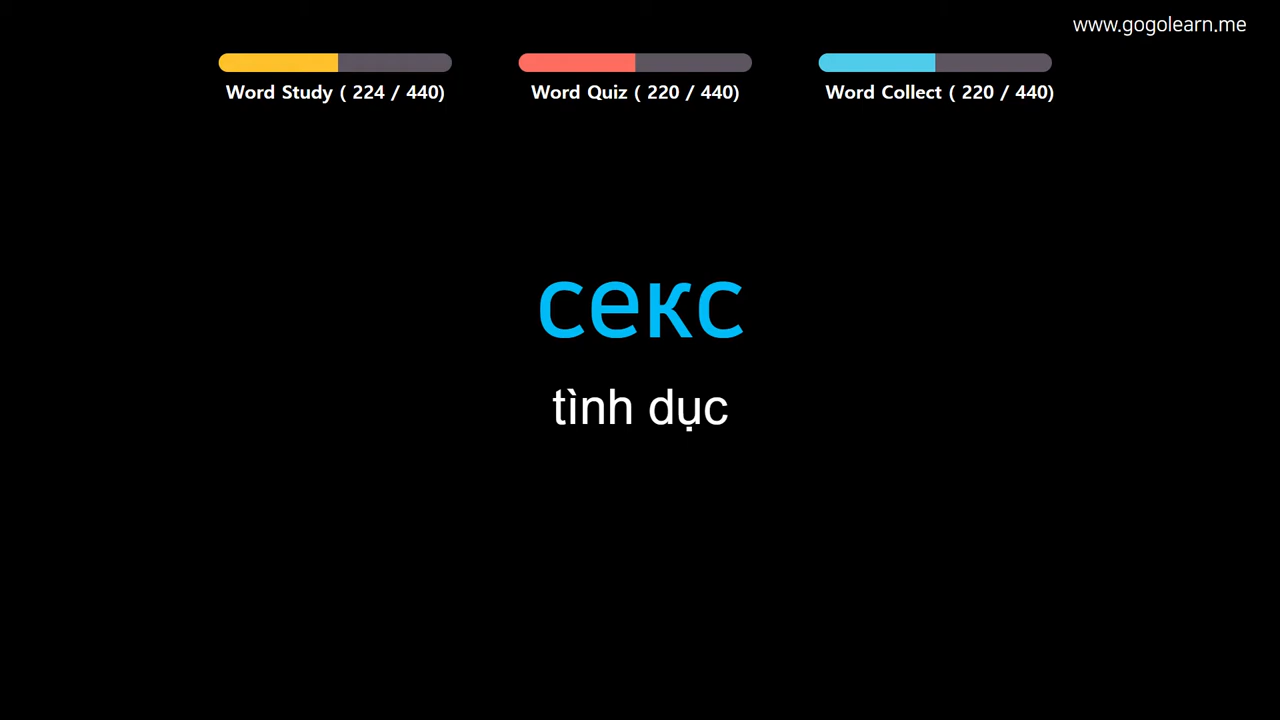 www.gogolearn.me
Word Study ( 224 / 440)
Word Quiz ( 220 / 440)
Word Collect ( 220 / 440)
секс
tình dục